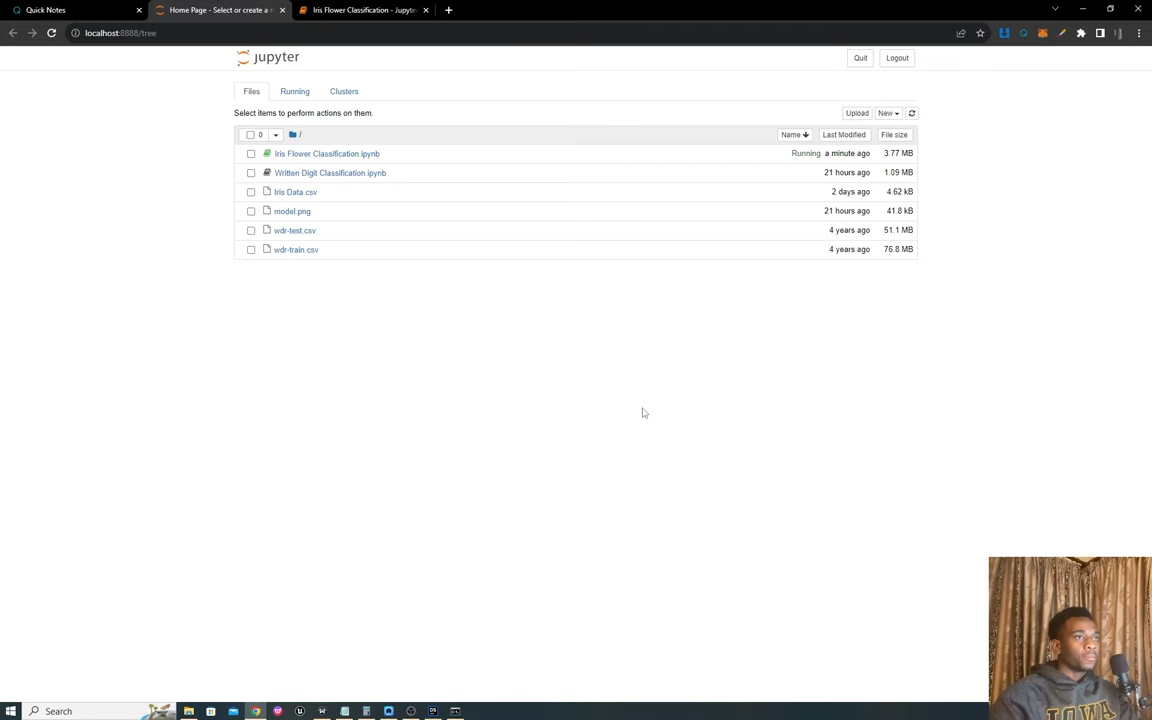 Quick Notes
Home Page - Select or create a n
Iris Flower Classification - Jupyte
localhost:8888/tree
jupyter
Quit
Logout
Files
Running
Clusters
Select items to perform actions on them.
Upload
New
0
/
Name
Last Modified
File size
Iris Flower Classification.ipynb
Running
a minute ago
3.77 MB
Written Digit Classification.ipynb
21 hours ago
1.09 MB
Iris Data.csv
2 days ago
4.62 kB
model.png
21 hours ago
41.8 kB
wdr-test.csv
4 years ago
51.1 MB
wdr-train.csv
4 years ago
76.8 MB
Search
IOWA